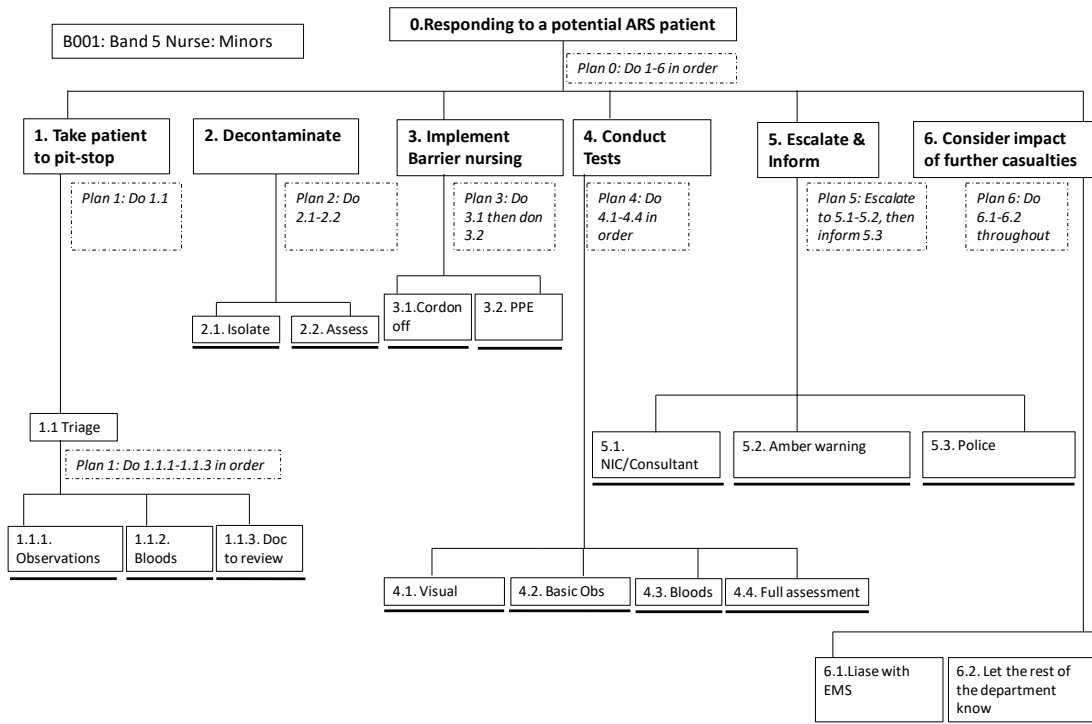 0.Responding to a potential ARS patient
B001: Band 5 Nurse: Minors
Plan 0: Do 1-6 in order
1. Take patient
to pit-stop
2. Decontaminate
3. Implement
Barrier nursing
4. Conduct
Tests
5. Escalate &
Inform
6. Consider impact
of further casualties
Plan 1: Do 1.1
Plan 2: Do
2.1-2.2
Plan 3: Do
3.1 then don
3.2
Plan 4: Do
4.1-4.4 in
order
Plan 5: Escalate
to 5.1-5.2, then
inform 5.3
Plan 6: Do
6.1-6.2
throughout
2.1. Isolate
2.2. Assess
3.1.Cordon
off
3.2. PPE
1.1 Triage
Plan 1: Do 1.1.1-1.1.3 in order
5.1.
NIC/Consultant
5.2. Amber warning
5.3. Police
1.1.1.
Observations
1.1.2.
Bloods
1.1.3. Doc
to review
4.1. Visual
4.2. Basic Obs
4.3. Bloods
4.4. Full assessment
6.1.Liase with
EMS
6.2. Let the rest of
the department
know